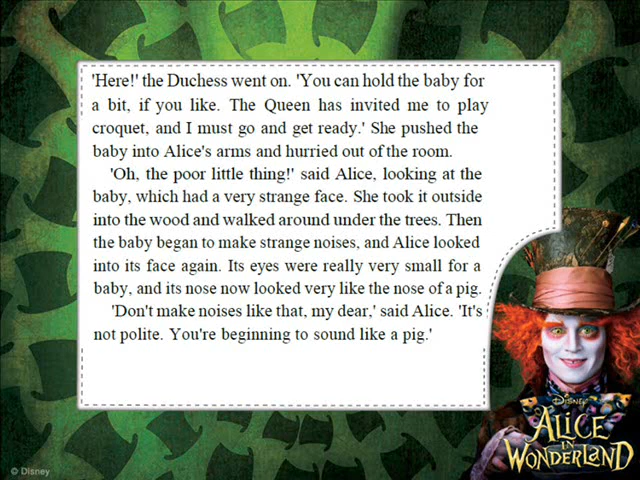 'Here!' the Duchess went on. 'You can hold the baby for
a bit, if you like. The Queen has invited me to play
croquet, and I must go and get ready.' She pushed the
baby into Alice's arms and hurried out of the room.
'Oh, the poor little thing!' said Alice, looking at the
baby, which had a very strange face. She took it outside
into the wood and walked around under the trees. Then
the baby began to make strange noises, and Alice looked
into its face again. Its eyes were really very small for a
baby, and its nose now looked very like the nose of a pig.
'Don't make noises like that, my dear,' said Alice. 'It's
not polite. You're beginning to sound like a pig.'
DISNEY
ALICE
IN
WONDERLAND
© Disney